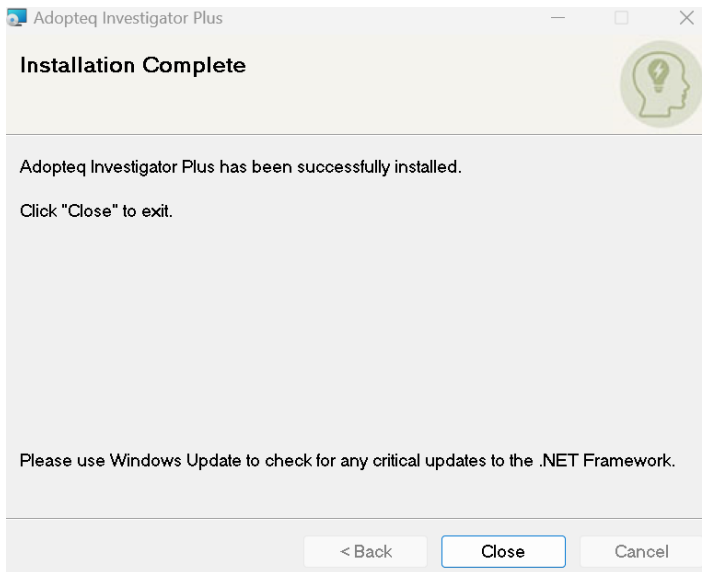 Adopteq Investigator Plus
Installation Complete
Adopteq Investigator Plus has been successfully installed.
Click "Close" to exit.
Please use Windows Update to check for any critical updates to the .NET Framework.
< Back
Close
Cancel